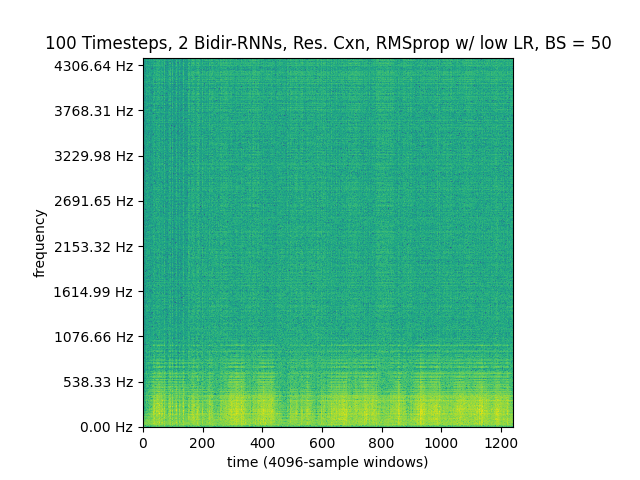 100 Timesteps, 2 Bidir-RNNs, Res. Cxn, RMSprop w/ low LR, BS = 50
4306.64 Hz
3768.31 Hz
3229.98 Hz
2691.65 Hz
2153.32 Hz
1614.99 Hz
1076.66 Hz
538.33 Hz
0.00 Hz
frequency
0 200 400 600 800 1000 1200
time (4096-sample windows)